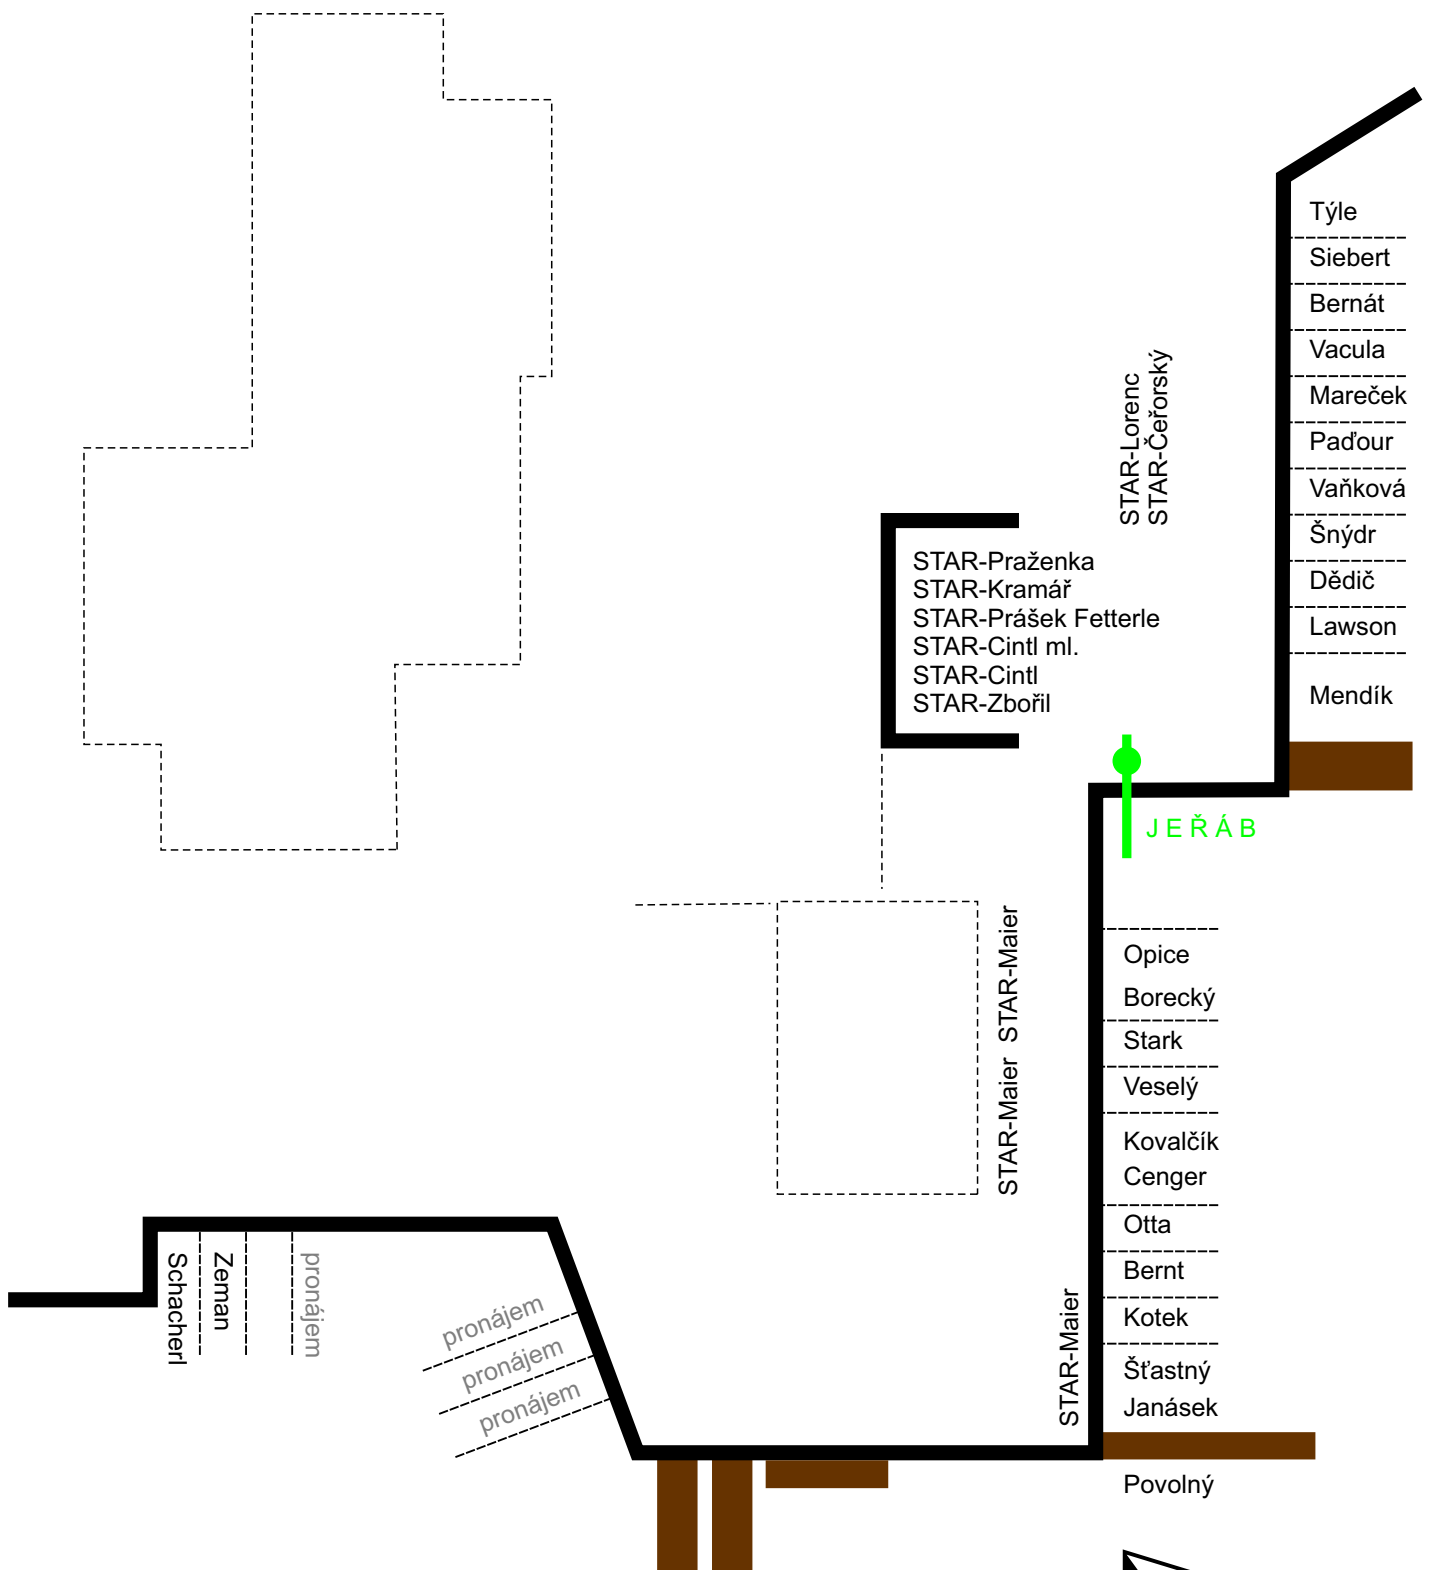 Týle
Siebert
Bernát
Vacula
Mareček
Paďour
Vaňková
Šnýdr
Dědič
Lawson
Mendík
STAR-Lorenc
STAR-Čeřorský
STAR-Praženka
STAR-Kramář
STAR-Prášek Fetterle
STAR-Cintl ml.
STAR-Cintl
STAR-Zbořil
JEŘÁB
STAR-Maier
STAR-Maier
Opice
Borecký
Stark
Veselý
Kovalčík
Cenger
Otta
Bernt
Kotek
Šťastný
Janásek
STAR-Maier
Povolný
Schacherl
Zeman
pronájem
pronájem
pronájem
pronájem